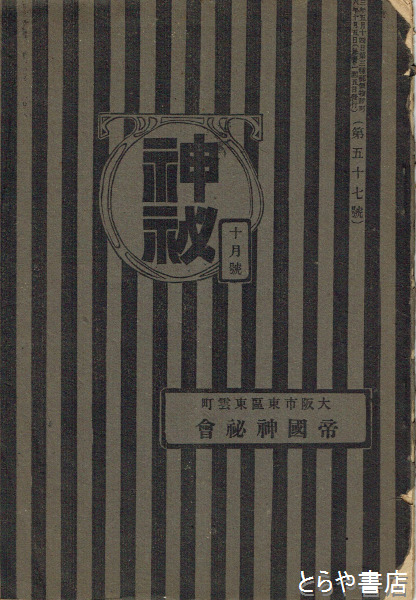 神秘
十月號
(第五十七號)
大阪市東區東雲町
帝國神祕會
とらや書店